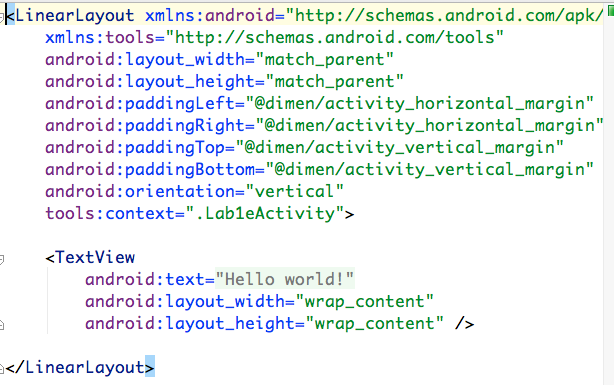 <LinearLayout xmlns:android="http://schemas.android.com/apk/
xmlns:tools="http://schemas.android.com/tools"
android:layout_width="match_parent"
android:layout_height="match_parent"
android:paddingLeft="@dimen/activity_horizontal_margin"
android:paddingRight="@dimen/activity_horizontal_margin"
android:paddingTop="@dimen/activity_vertical_margin"
android:paddingBottom="@dimen/activity_vertical_margin"
android:orientation="vertical"
tools:context=".Lab1eActivity">
<TextView
android:text="Hello world!"
android:layout_width="wrap_content"
android:layout_height="wrap_content" />
</LinearLayout>